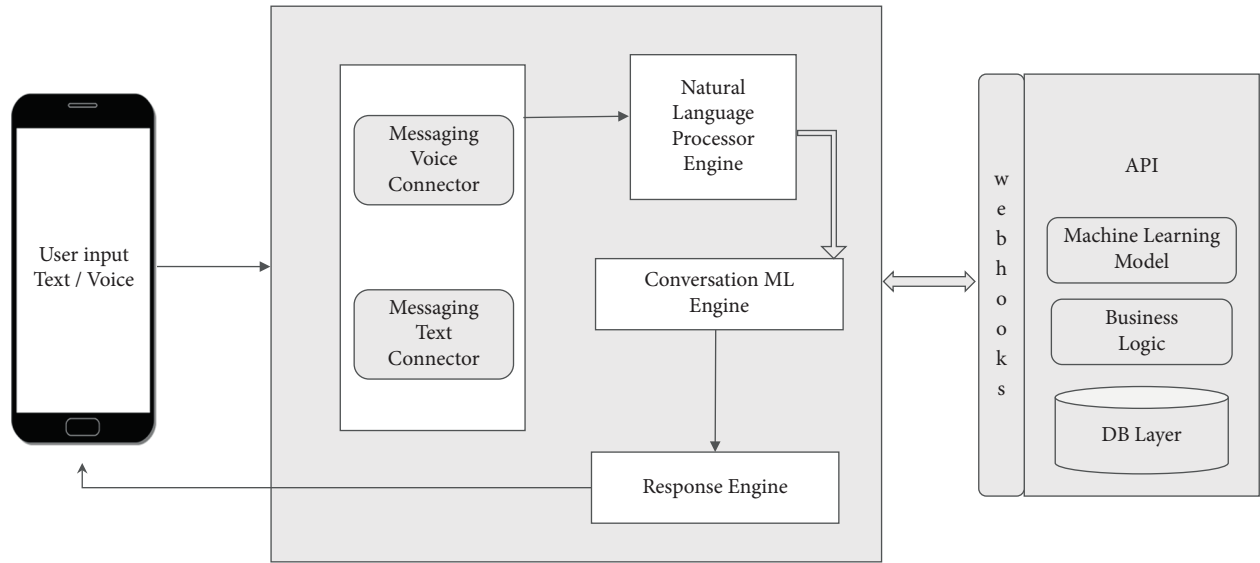 User input
Text / Voice
Messaging
Voice
Connector
Messaging
Text
Connector
Natural
Language
Processor
Engine
Conversation ML
Engine
Response Engine
webhooks
API
Machine Learning
Model
Business
Logic
DB Layer